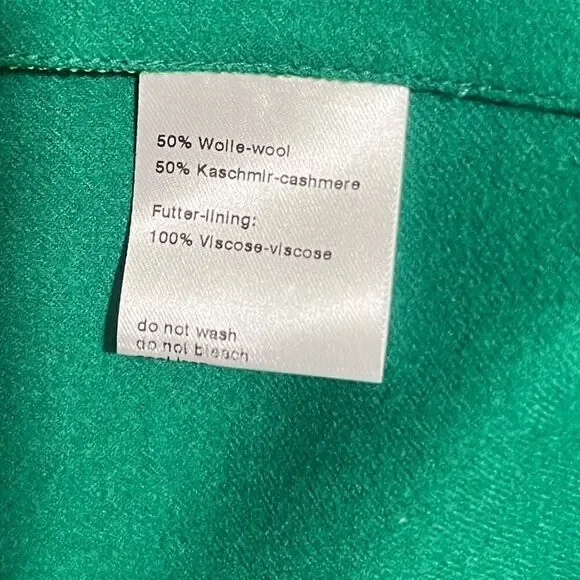 50% Wolle-wool
50% Kaschmir-cashmere
Futter-lining:
100% Viscose-viscose
do not wash
do not bleach